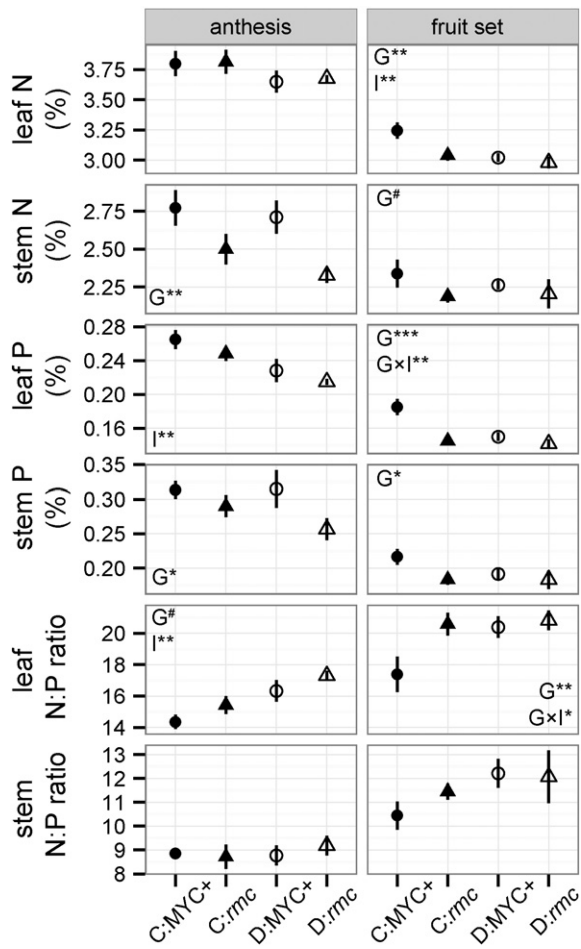 anthesis fruit set
leaf N
(%)
3.75
3.50
3.25
3.00
G**
I**
stem N
(%)
2.75
2.50
2.25
G**
G#
leaf P
(%)
0.28
0.24
0.20
0.16
I**
G***
G×I**
stem P
(%)
0.35
0.30
0.25
0.20
G*
G*
leaf
N:P ratio
20
18
16
14
G#
I**
G**
G×I*
stem
N:P ratio
13
12
11
10
9
8
C:MYC+ C:rmc D:MYC+ D:rmc C:MYC+ C:rmc D:MYC+ D:rmc